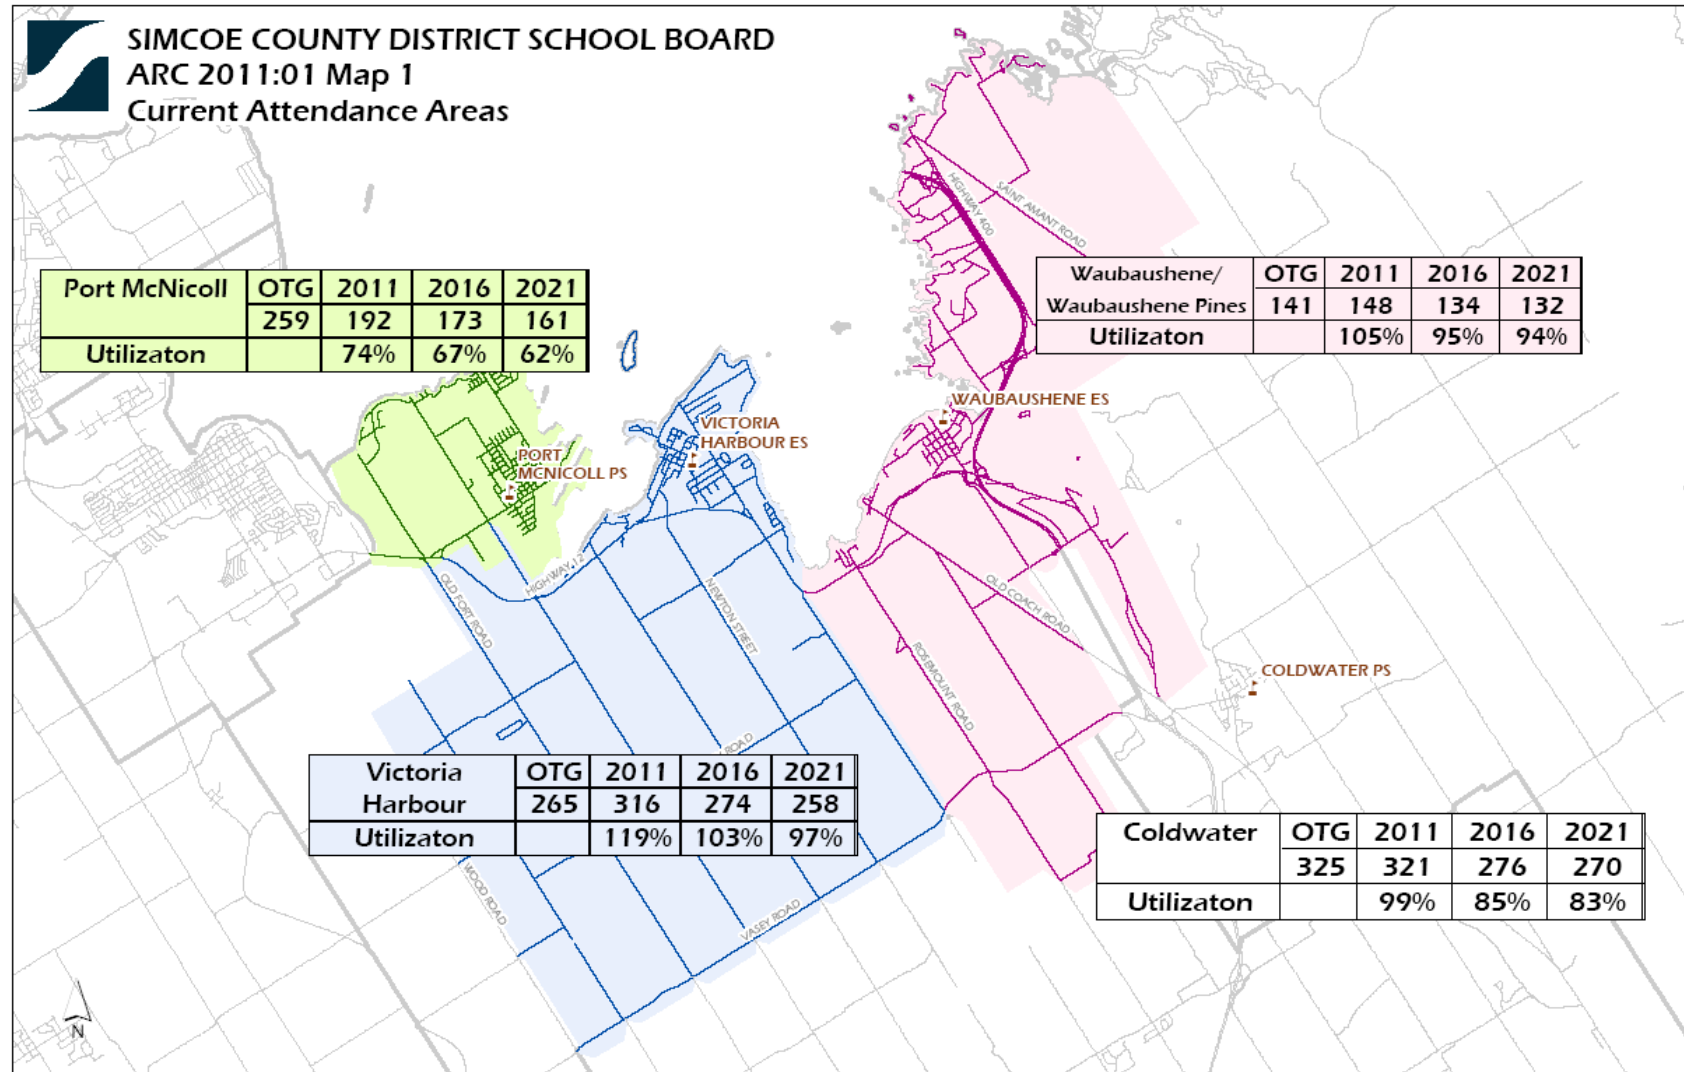 SIMCOE COUNTY DISTRICT SCHOOL BOARD
ARC 2011:01 Map 1
Current Attendance Areas
HIGHWAY 400
SAINT AMANT ROAD
Port McNicoll OTG 2011 2016 2021
259 192 173 161
Utilizaton 74% 67% 62%
Waubaushene/ OTG 2011 2016 2021
Waubaushene Pines 141 148 134 132
Utilizaton 105% 95% 94%
WAUBAUSHENE ES
VICTORIA
HARBOUR ES
PORT
MCNICOLL PS
HIGHWAY 12
OLD FORT ROAD
NEWTON STREET
OLD COACH ROAD
ROSEMOUNT ROAD
COLDWATER PS
ROAD
Victoria OTG 2011 2016 2021
Harbour 265 316 274 258
Utilizaton 119% 103% 97%
Coldwater OTG 2011 2016 2021
325 321 276 270
Utilizaton 99% 85% 83%
WOOD ROAD
VASEY ROAD
N